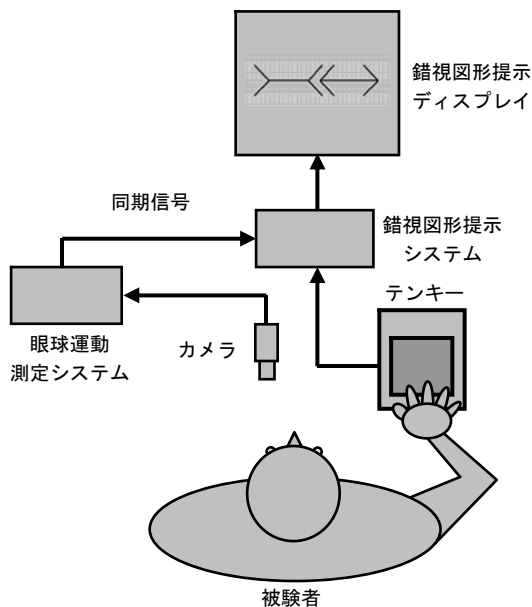 錯視図形提示
ディスプレイ
同期信号
錯視図形提示
システム
テンキー
眼球運動
測定システム
カメラ
被験者